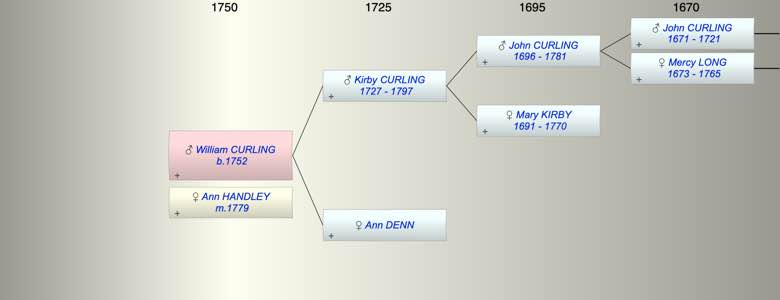 1750
1725
1695
1670
♂ John CURLING
1671 - 1721
+
♂ John CURLING
1696 - 1781
+
♀ Mercy LONG
1673 - 1765
+
♂ Kirby CURLING
1727 - 1797
+
♀ Mary KIRBY
1691 - 1770
+
♂ William CURLING
b.1752
+
♀ Ann HANDLEY
m.1779
+
♀ Ann DENN
+